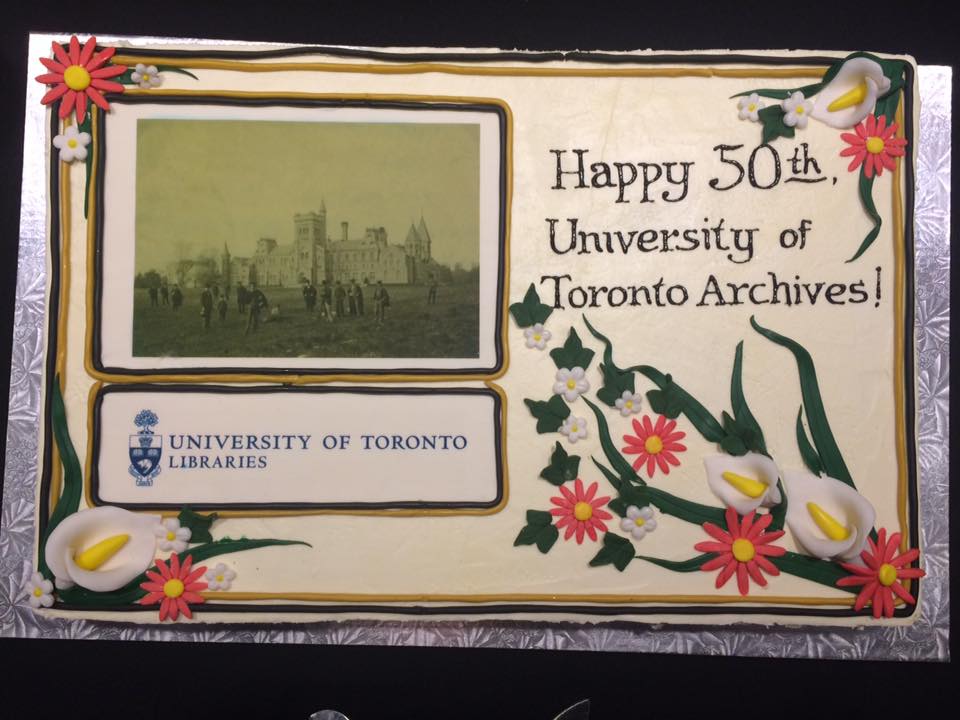 Happy 50th,
University of
Toronto Archives!
UNIVERSITY OF TORONTO
LIBRARIES